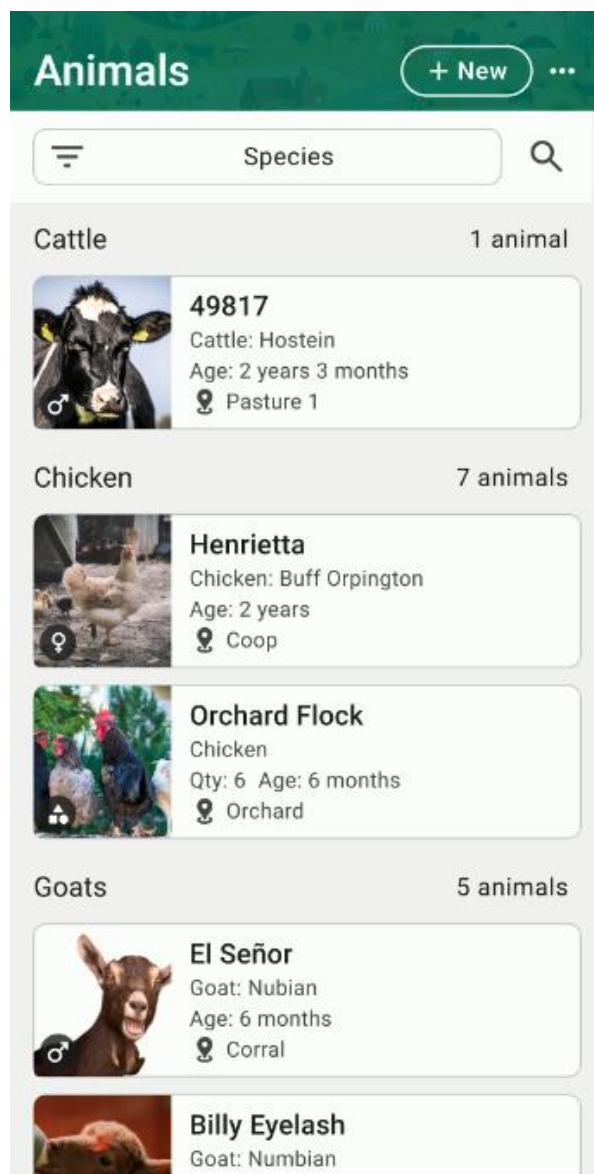 Animals
+ New
Species
Cattle
1 animal
49817
Cattle: Hostein
Age: 2 years 3 months
Pasture 1
Chicken
7 animals
Henrietta
Chicken: Buff Orpington
Age: 2 years
Coop
Orchard Flock
Chicken
Qty: 6 Age: 6 months
Orchard
Goats
5 animals
El Señor
Goat: Nubian
Age: 6 months
Corral
Billy Eyelash
Goat: Numbian